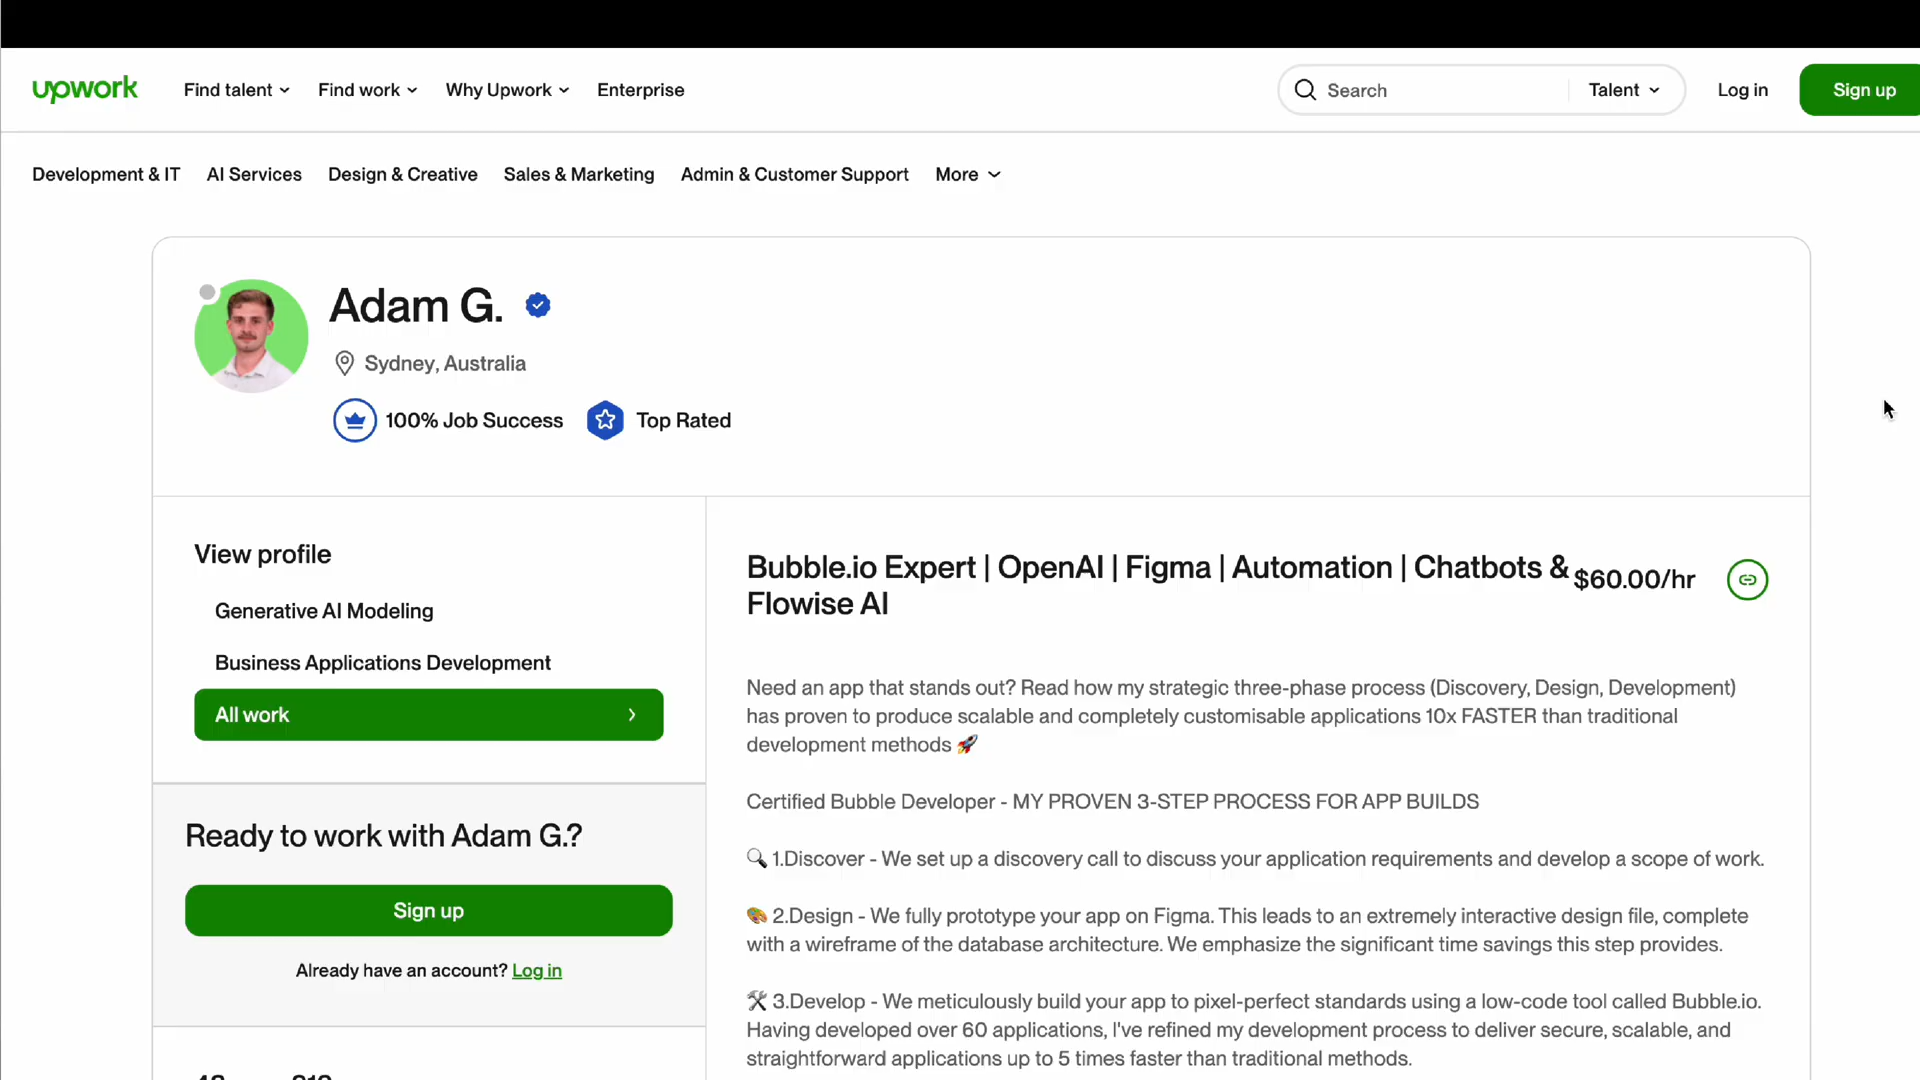 upwork
Find talent
Find work
Why Upwork
Enterprise
Search
Talent
Log in
Sign up
Development & IT
AI Services
Design & Creative
Sales & Marketing
Admin & Customer Support
More
Adam G.
Sydney, Australia
100% Job Success
Top Rated
View profile
Generative AI Modeling
Business Applications Development
All work
Ready to work with Adam G.?
Sign up
Already have an account? Log in
Bubble.io Expert | OpenAI | Figma | Automation | Chatbots &
Flowise AI
$60.00/hr
Need an app that stands out? Read how my strategic three-phase process (Discovery, Design, Development)
has proven to produce scalable and completely customisable applications 10x FASTER than traditional
development methods 🚀
Certified Bubble Developer - MY PROVEN 3-STEP PROCESS FOR APP BUILDS
🔍 1.Discover - We set up a discovery call to discuss your application requirements and develop a scope of work.
🎨 2.Design - We fully prototype your app on Figma. This leads to an extremely interactive design file, complete
with a wireframe of the database architecture. We emphasize the significant time savings this step provides.
🛠 3.Develop - We meticulously build your app to pixel-perfect standards using a low-code tool called Bubble.io.
Having developed over 60 applications, I've refined my development process to deliver secure, scalable, and
straightforward applications up to 5 times faster than traditional methods.